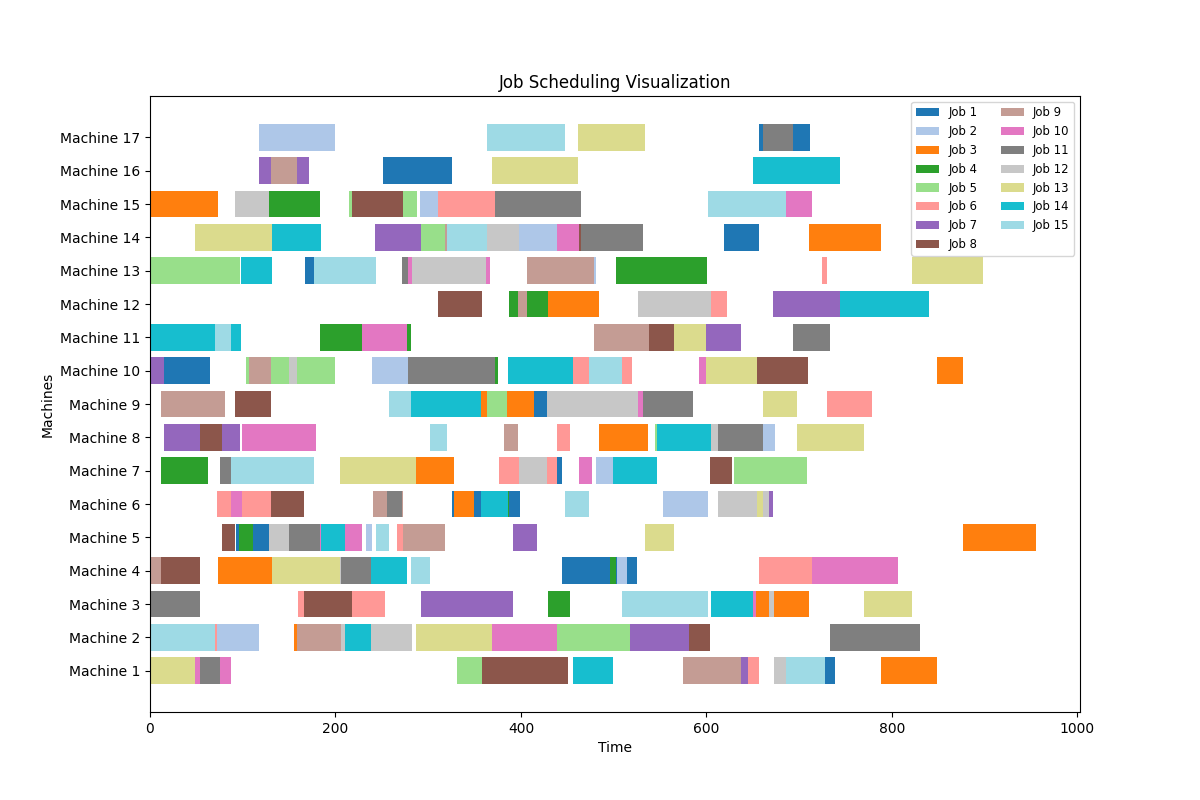 Job Scheduling Visualization
Machine 17
Machine 16
Machine 15
Machine 14
Machine 13
Machine 12
Machine 11
Machine 10
Machine 9
Machine 8
Machine 7
Machine 6
Machine 5
Machine 4
Machine 3
Machine 2
Machine 1
Machines
0 200 400 600 800 1000
Time
Job 1
Job 2
Job 3
Job 4
Job 5
Job 6
Job 7
Job 8
Job 9
Job 10
Job 11
Job 12
Job 13
Job 14
Job 15